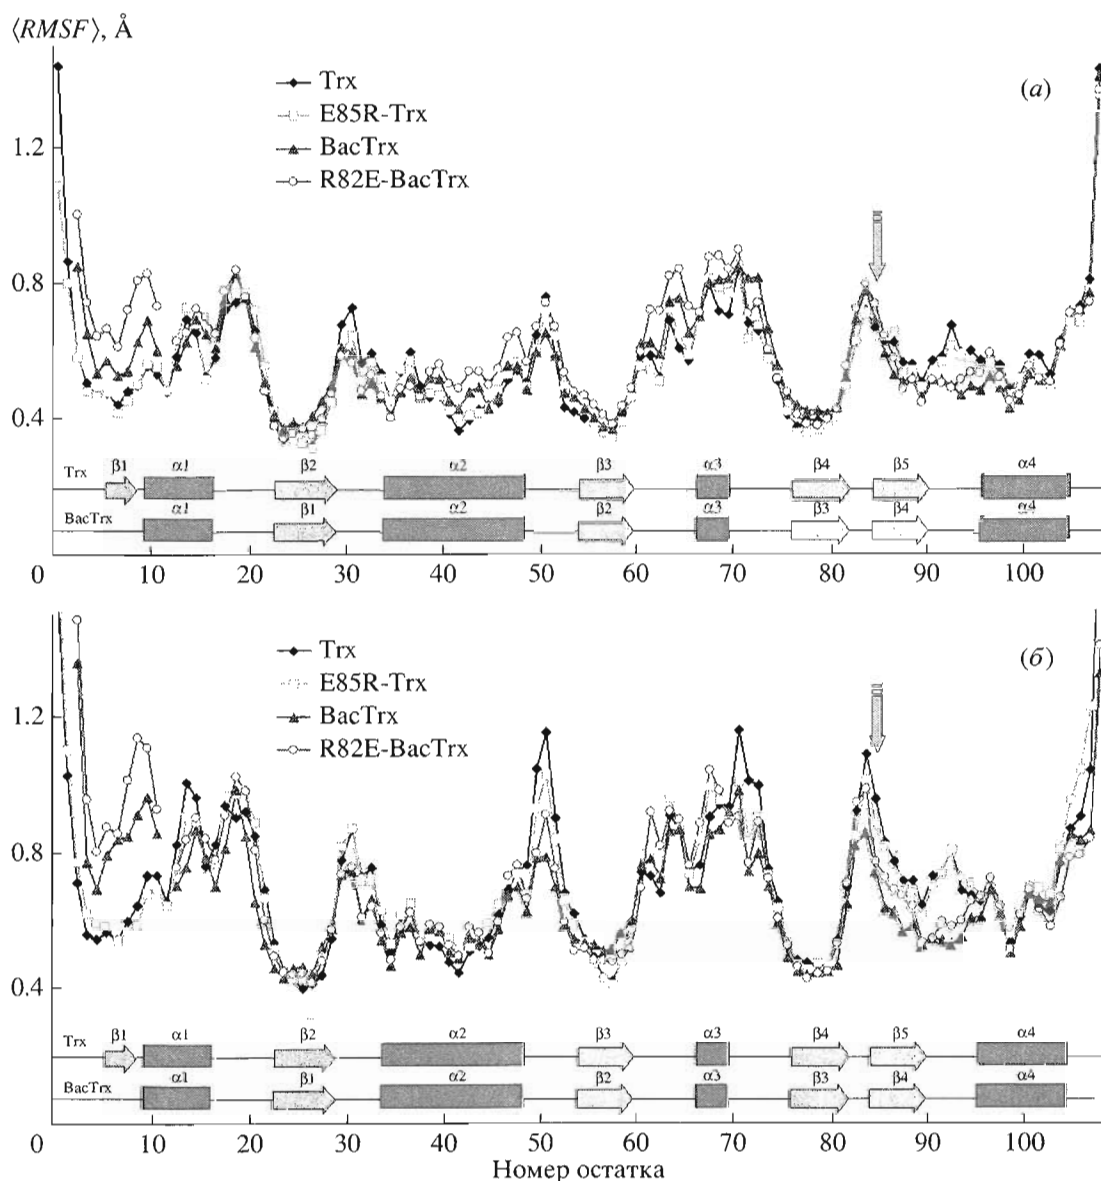 ⟨RMSF⟩, Å
Trx
E85R-Trx
BacTrx
R82E-BacTrx
(а)
1.2
0.8
0.4
Trx β1 α1 β2 α2 β3 α3 β4 β5 α4
BacTrx α1 β1 α2 β2 α3 β3 β4 α4
0 10 20 30 40 50 60 70 80 90 100
Trx
E85R-Trx
BacTrx
R82E-BacTrx
(б)
1.2
0.8
0.4
Trx β1 α1 β2 α2 β3 α3 β4 β5 α4
BacTrx α1 β1 α2 β2 α3 β3 β4 α4
0 10 20 30 40 50 60 70 80 90 100
Номер остатка